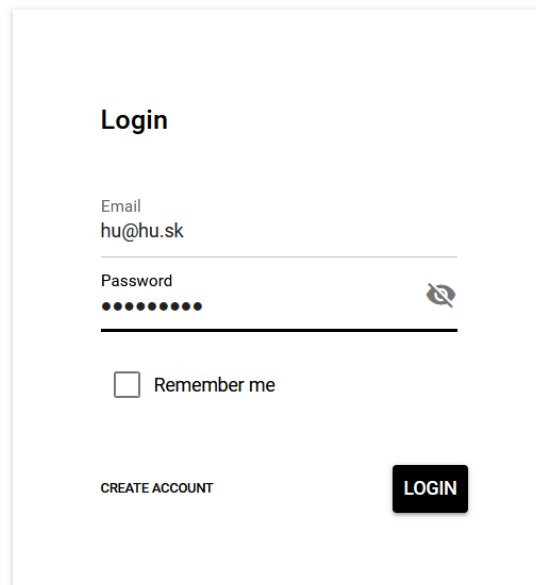 Login
Email
hu@hu.sk
Password
•••••••••
Remember me
CREATE ACCOUNT
LOGIN